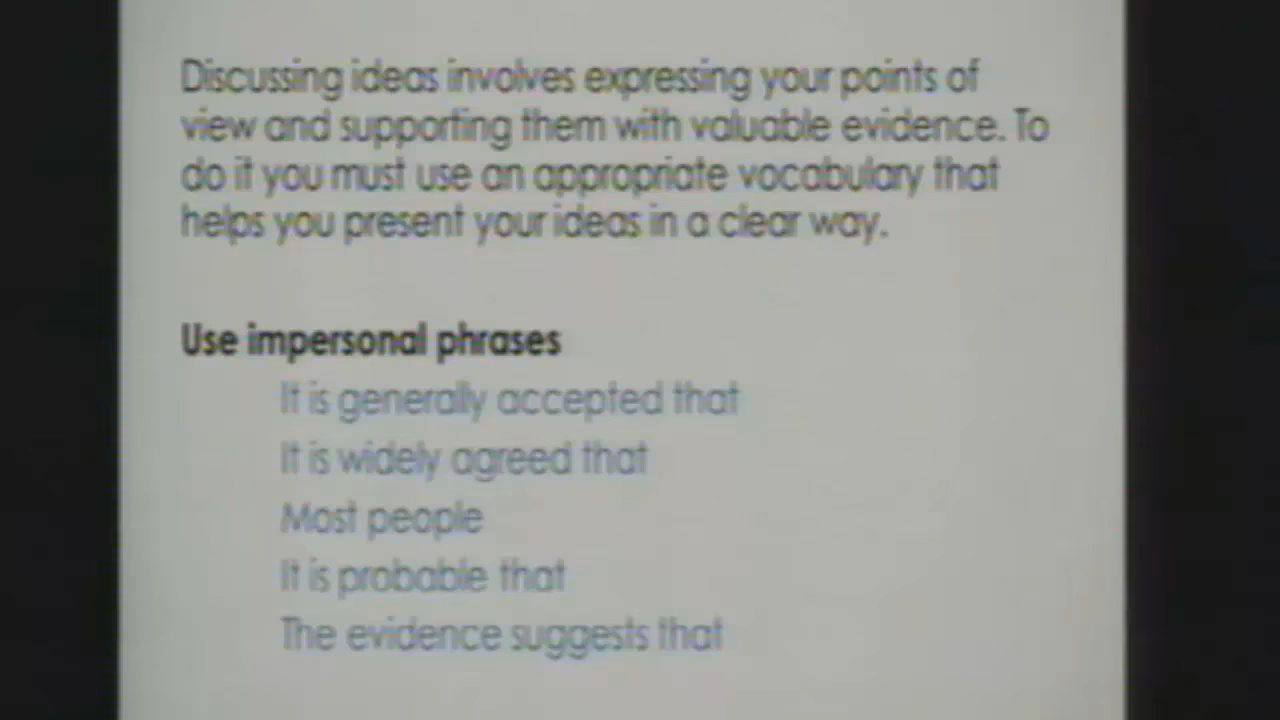 Discussing ideas involves expressing your points of
view and supporting them with valuable evidence. To
do it you must use an appropriate vocabulary that
helps you present your ideas in a clear way.
Use impersonal phrases
It is generally accepted that
It is widely agreed that
Most people
It is probable that
The evidence suggests that